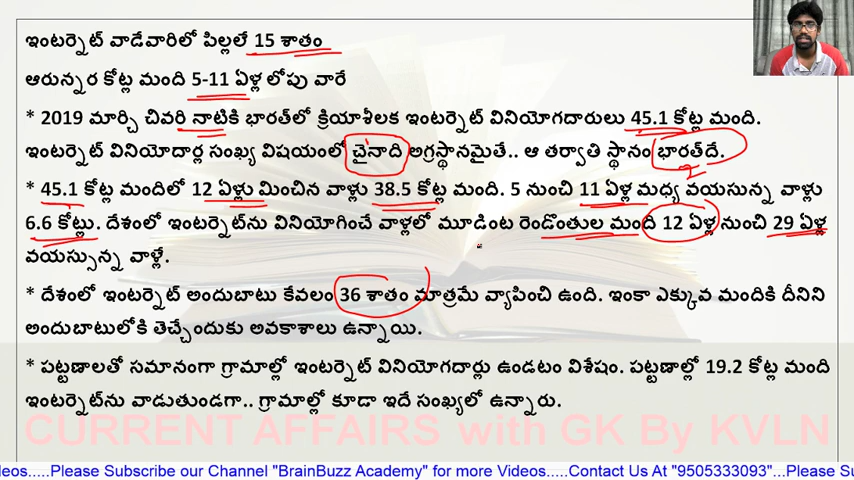 ఇంటర్నెట్ వాడేవారిలో పిల్లలే 15 శాతం
ఆరున్నర కోట్ల మంది 5-11 ఏళ్ల లోపు వారే
* 2019 మార్చి చివరి నాటికి భారత్‌లో క్రియాశీలక ఇంటర్నెట్ వినియోగదారులు 45.1 కోట్ల మంది.
ఇంటర్నెట్ వినియోదార్ల సంఖ్య విషయంలో చైనాది అగ్రస్థానమైతే.. ఆ తర్వాతి స్థానం భారత్‌దే.
* 45.1 కోట్ల మందిలో 12 ఏళ్లు మించిన వాళ్లు 38.5 కోట్ల మంది. 5 నుంచి 11 ఏళ్ల మధ్య వయసున్న వాళ్లు
6.6 కోట్లు. దేశంలో ఇంటర్నెట్‌ను వినియోగించే వాళ్లలో మూడింట రెండొంతుల మంది 12 ఏళ్ల నుంచి 29 ఏళ్ల
వయస్సున్న వాళ్లే.
* దేశంలో ఇంటర్నెట్ అందుబాటు కేవలం 36 శాతం మాత్రమే వ్యాపించి ఉంది. ఇంకా ఎక్కువ మందికి దీనిని
అందుబాటులోకి తెచ్చేందుకు అవకాశాలు ఉన్నాయి.
* పట్టణాలతో సమానంగా గ్రామాల్లో ఇంటర్నెట్ వినియోగదార్లు ఉండటం విశేషం. పట్టణాల్లో 19.2 కోట్ల మంది
ఇంటర్నెట్‌ను వాడుతుండగా.. గ్రామాల్లో కూడా ఇదే సంఖ్యలో ఉన్నారు.
CURRENT AFFAIRS with GK By KVLN
deos.....Please Subscribe our Channel "BrainBuzz Academy" for more Videos.....Contact Us At "9505333093"...Please Su